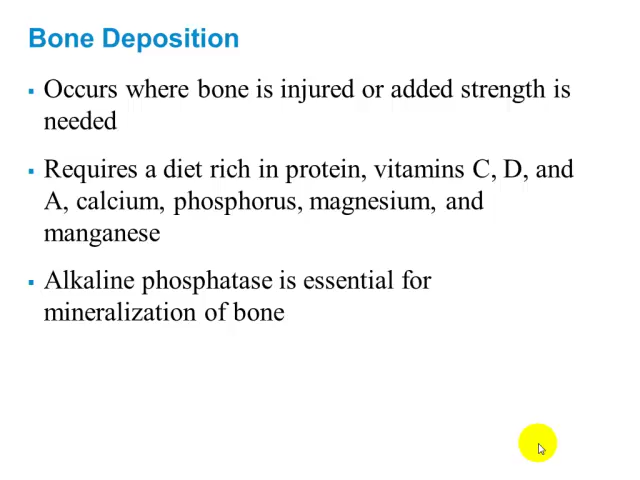 Bone Deposition
▪ Occurs where bone is injured or added strength is
needed
▪ Requires a diet rich in protein, vitamins C, D, and
A, calcium, phosphorus, magnesium, and
manganese
▪ Alkaline phosphatase is essential for
mineralization of bone